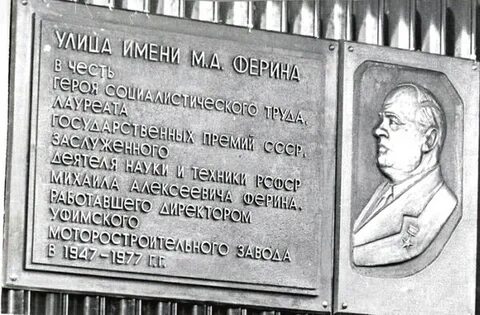 УЛИЦА ИМЕНИ М.А. ФЕРИНА
В ЧЕСТЬ
ГЕРОЯ СОЦИАЛИСТИЧЕСКОГО ТРУДА,
ЛАУРЕАТА
ГОСУДАРСТВЕННЫХ ПРЕМИЙ СССР,
ЗАСЛУЖЕННОГО
ДЕЯТЕЛЯ НАУКИ И ТЕХНИКИ РСФСР
МИХАИЛА АЛЕКСЕЕВИЧА ФЕРИНА,
РАБОТАВШЕГО ДИРЕКТОРОМ
УФИМСКОГО
МОТОРОСТРОИТЕЛЬНОГО ЗАВОДА
В 1947-1977 Г.Г.